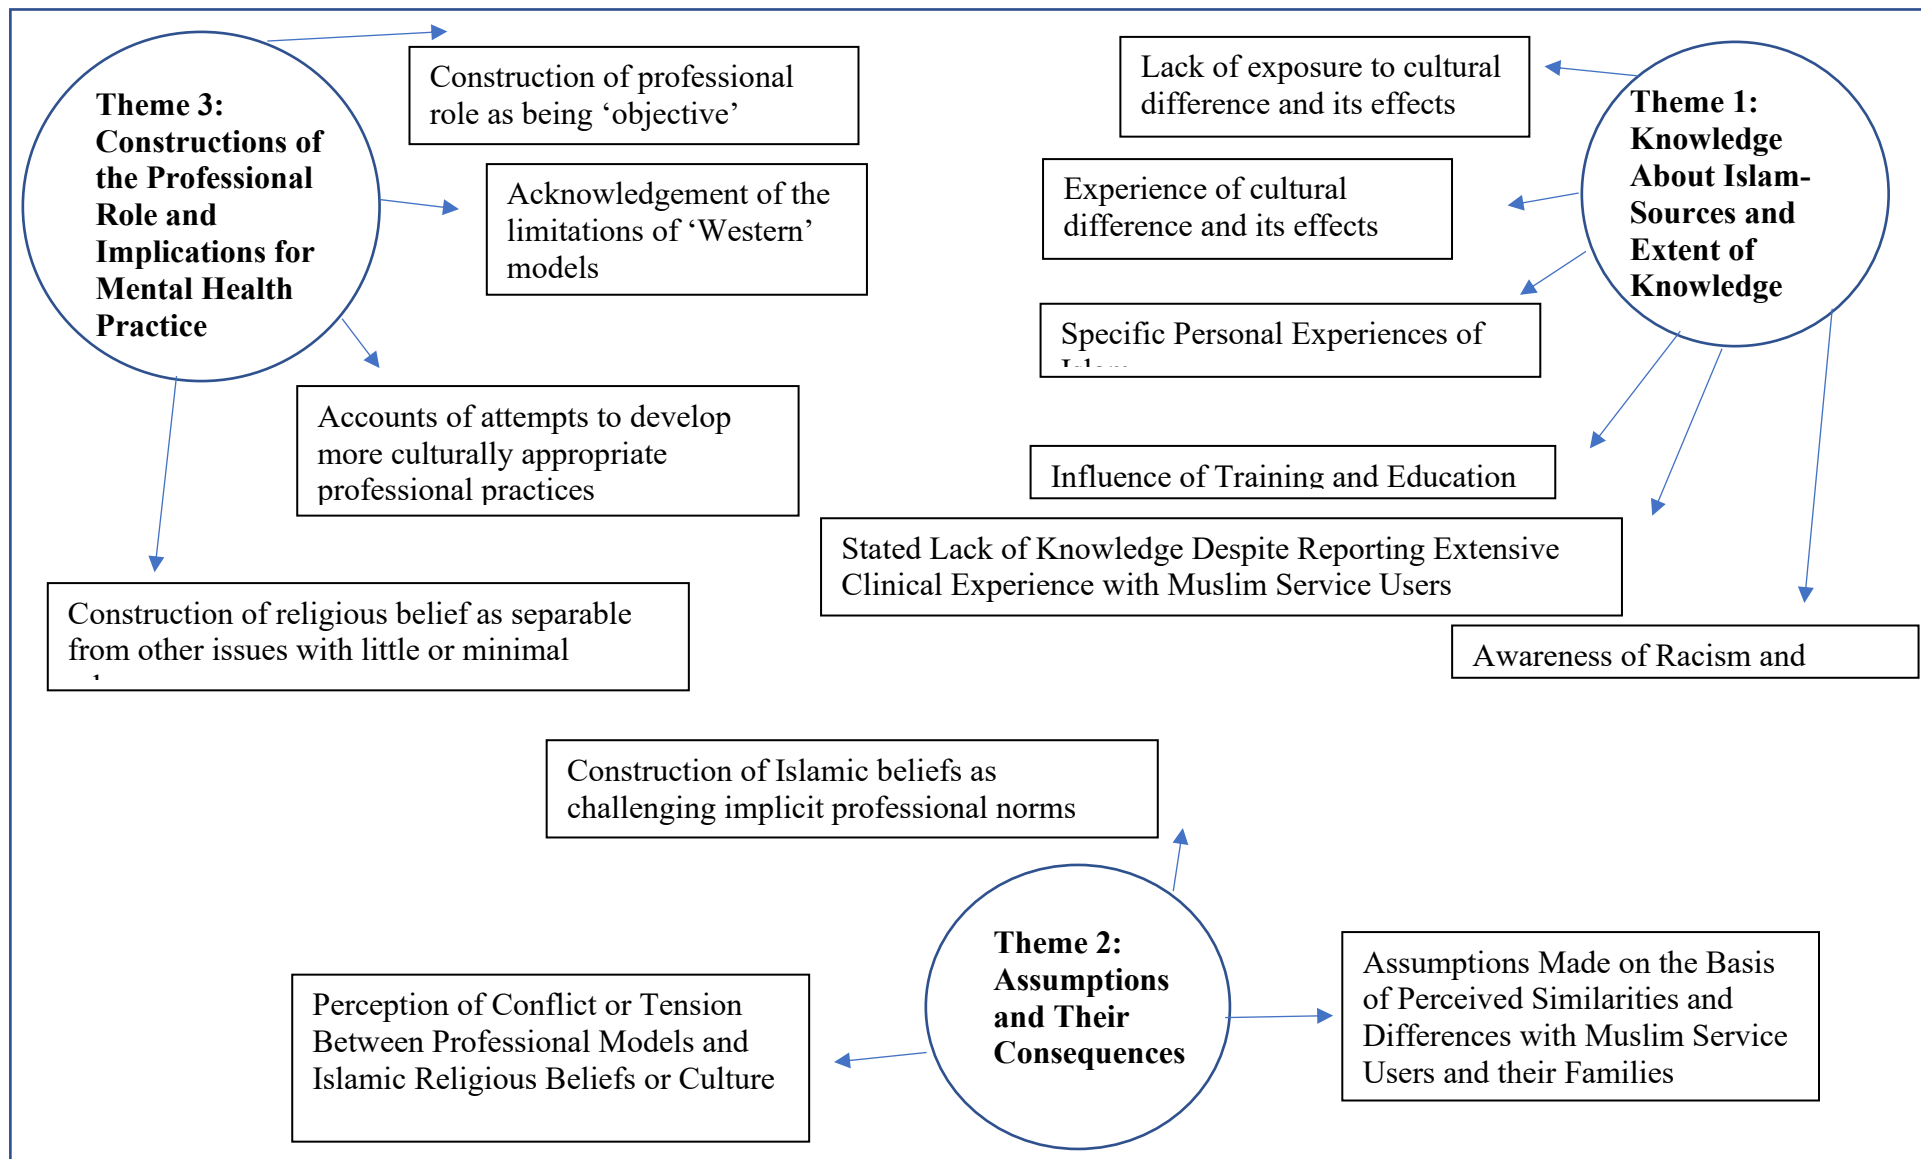 Theme 3:
Constructions of
the Professional
Role and
Implications for
Mental Health
Practice
Construction of professional
role as being ‘objective’
Acknowledgement of the
limitations of ‘Western’
models
Accounts of attempts to develop
more culturally appropriate
professional practices
Construction of religious belief as separable
from other issues with little or minimal
Theme 1:
Knowledge
About Islam-
Sources and
Extent of
Knowledge
Lack of exposure to cultural
difference and its effects
Experience of cultural
difference and its effects
Specific Personal Experiences of
Influence of Training and Education
Stated Lack of Knowledge Despite Reporting Extensive
Clinical Experience with Muslim Service Users
Awareness of Racism and
Construction of Islamic beliefs as
challenging implicit professional norms
Theme 2:
Assumptions
and Their
Consequences
Perception of Conflict or Tension
Between Professional Models and
Islamic Religious Beliefs or Culture
Assumptions Made on the Basis
of Perceived Similarities and
Differences with Muslim Service
Users and their Families